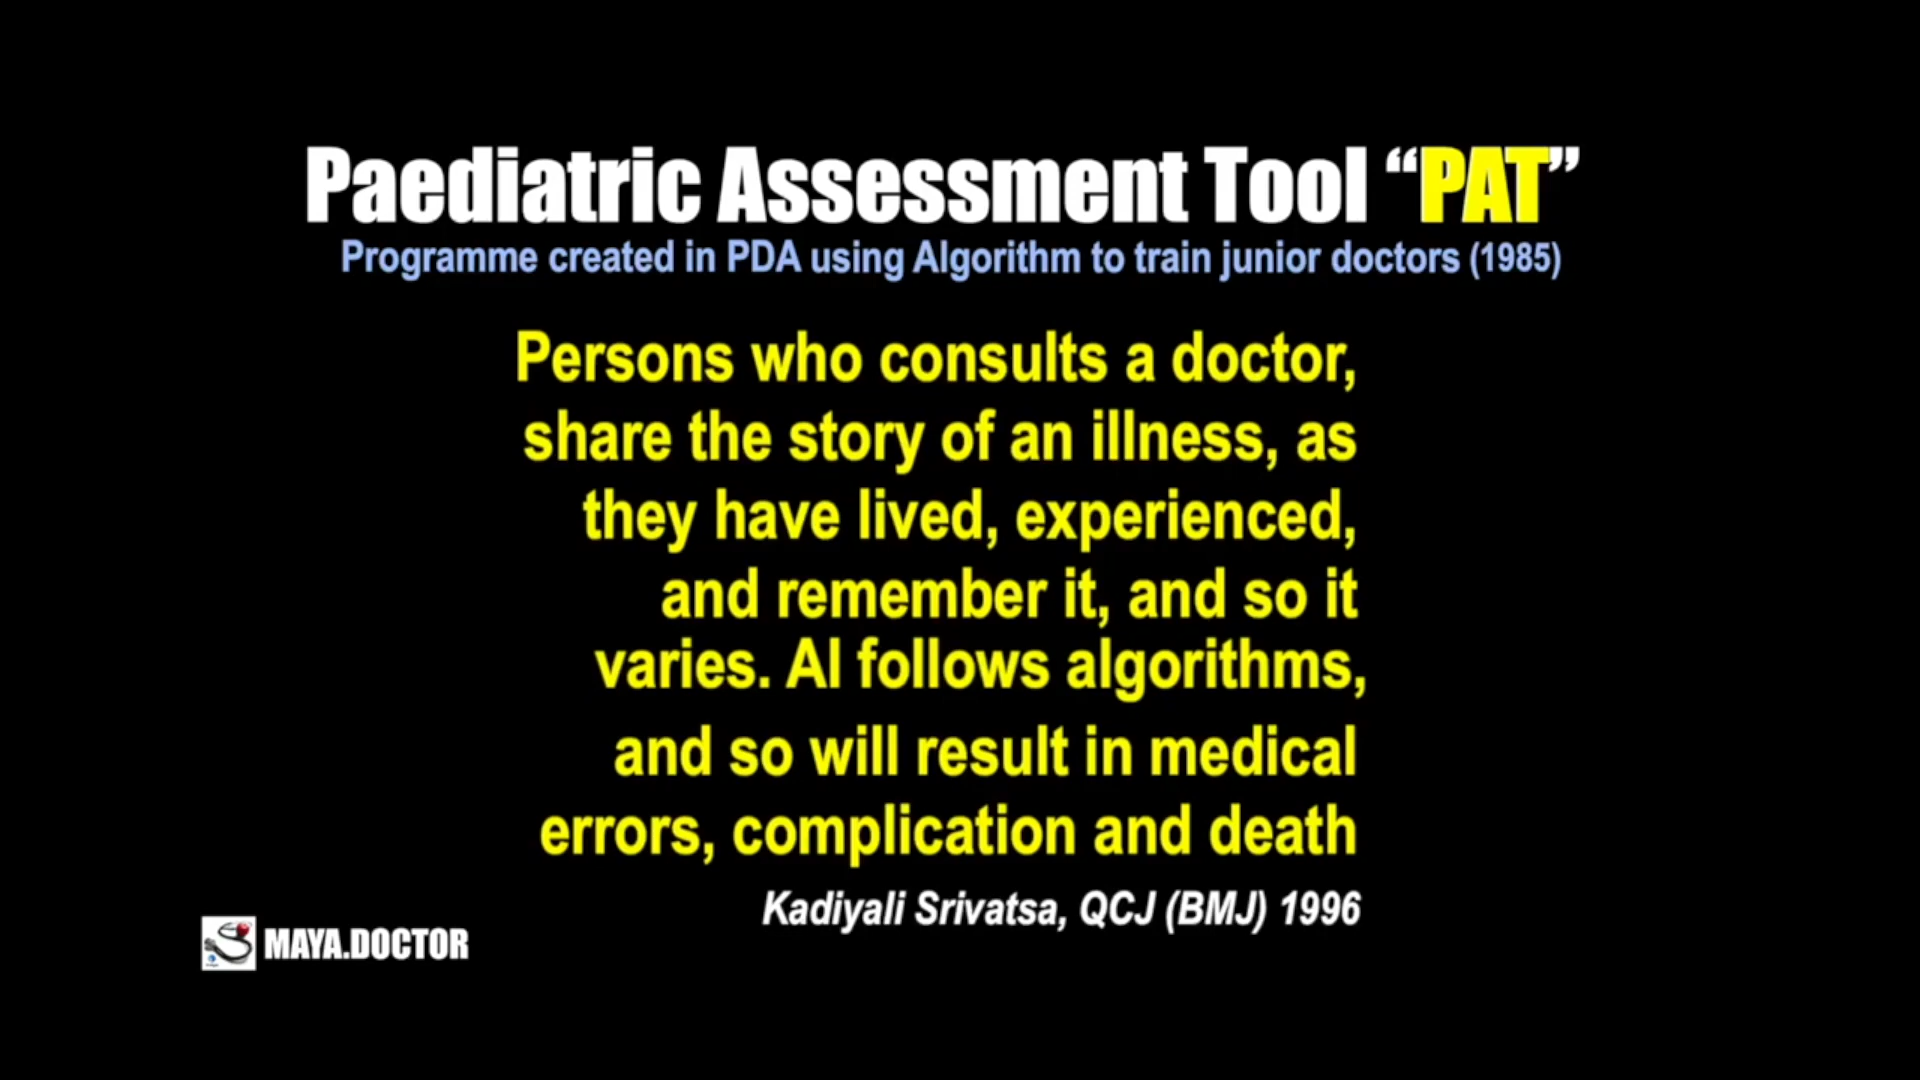 Paediatric Assessment Tool “PAT”
Programme created in PDA using Algorithm to train junior doctors (1985)
Persons who consults a doctor,
share the story of an illness, as
they have lived, experienced,
and remember it, and so it
varies. AI follows algorithms,
and so will result in medical
errors, complication and death
Kadiyali Srivatsa, QCJ (BMJ) 1996
MAYA.DOCTOR